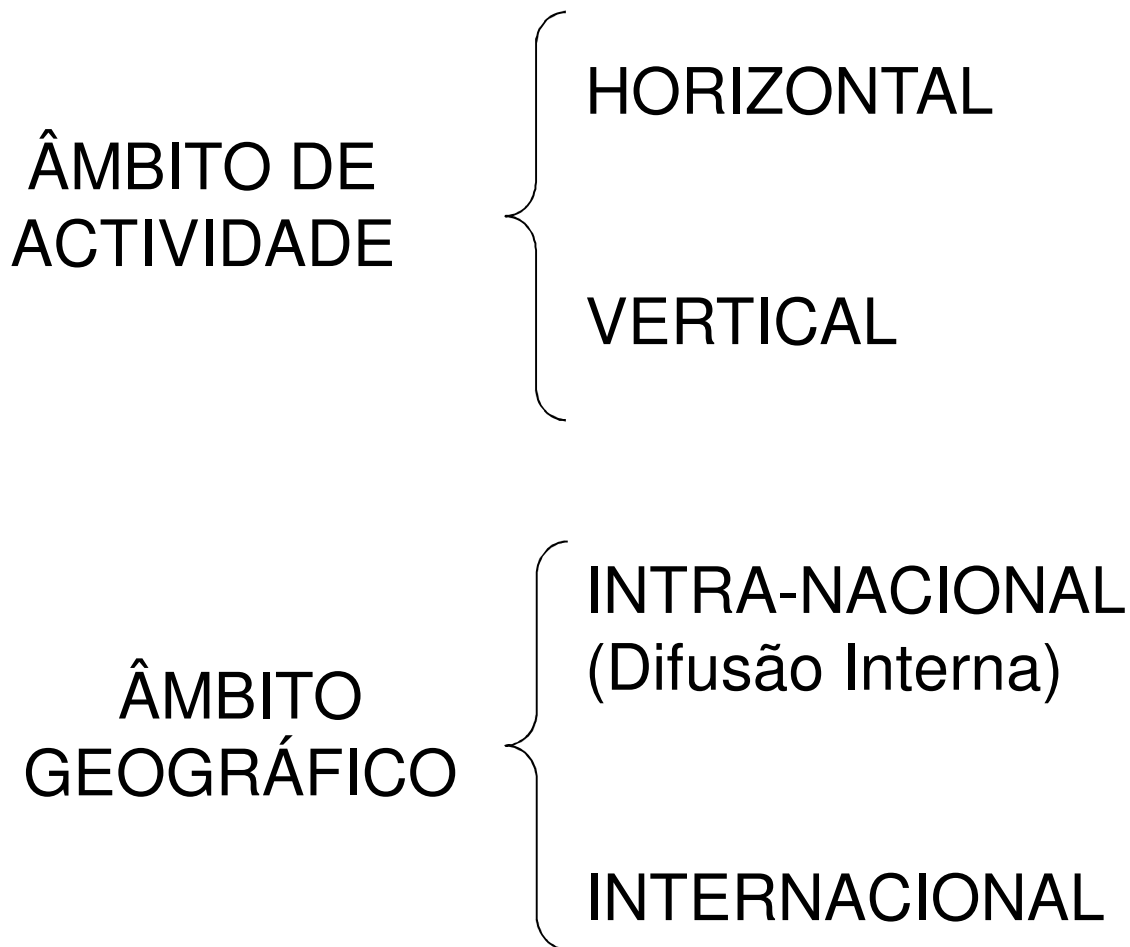 ÂMBITO DE
ACTIVIDADE
HORIZONTAL
VERTICAL
ÂMBITO
GEOGRÁFICO
INTRA-NACIONAL
(Difusão Interna)
INTERNACIONAL